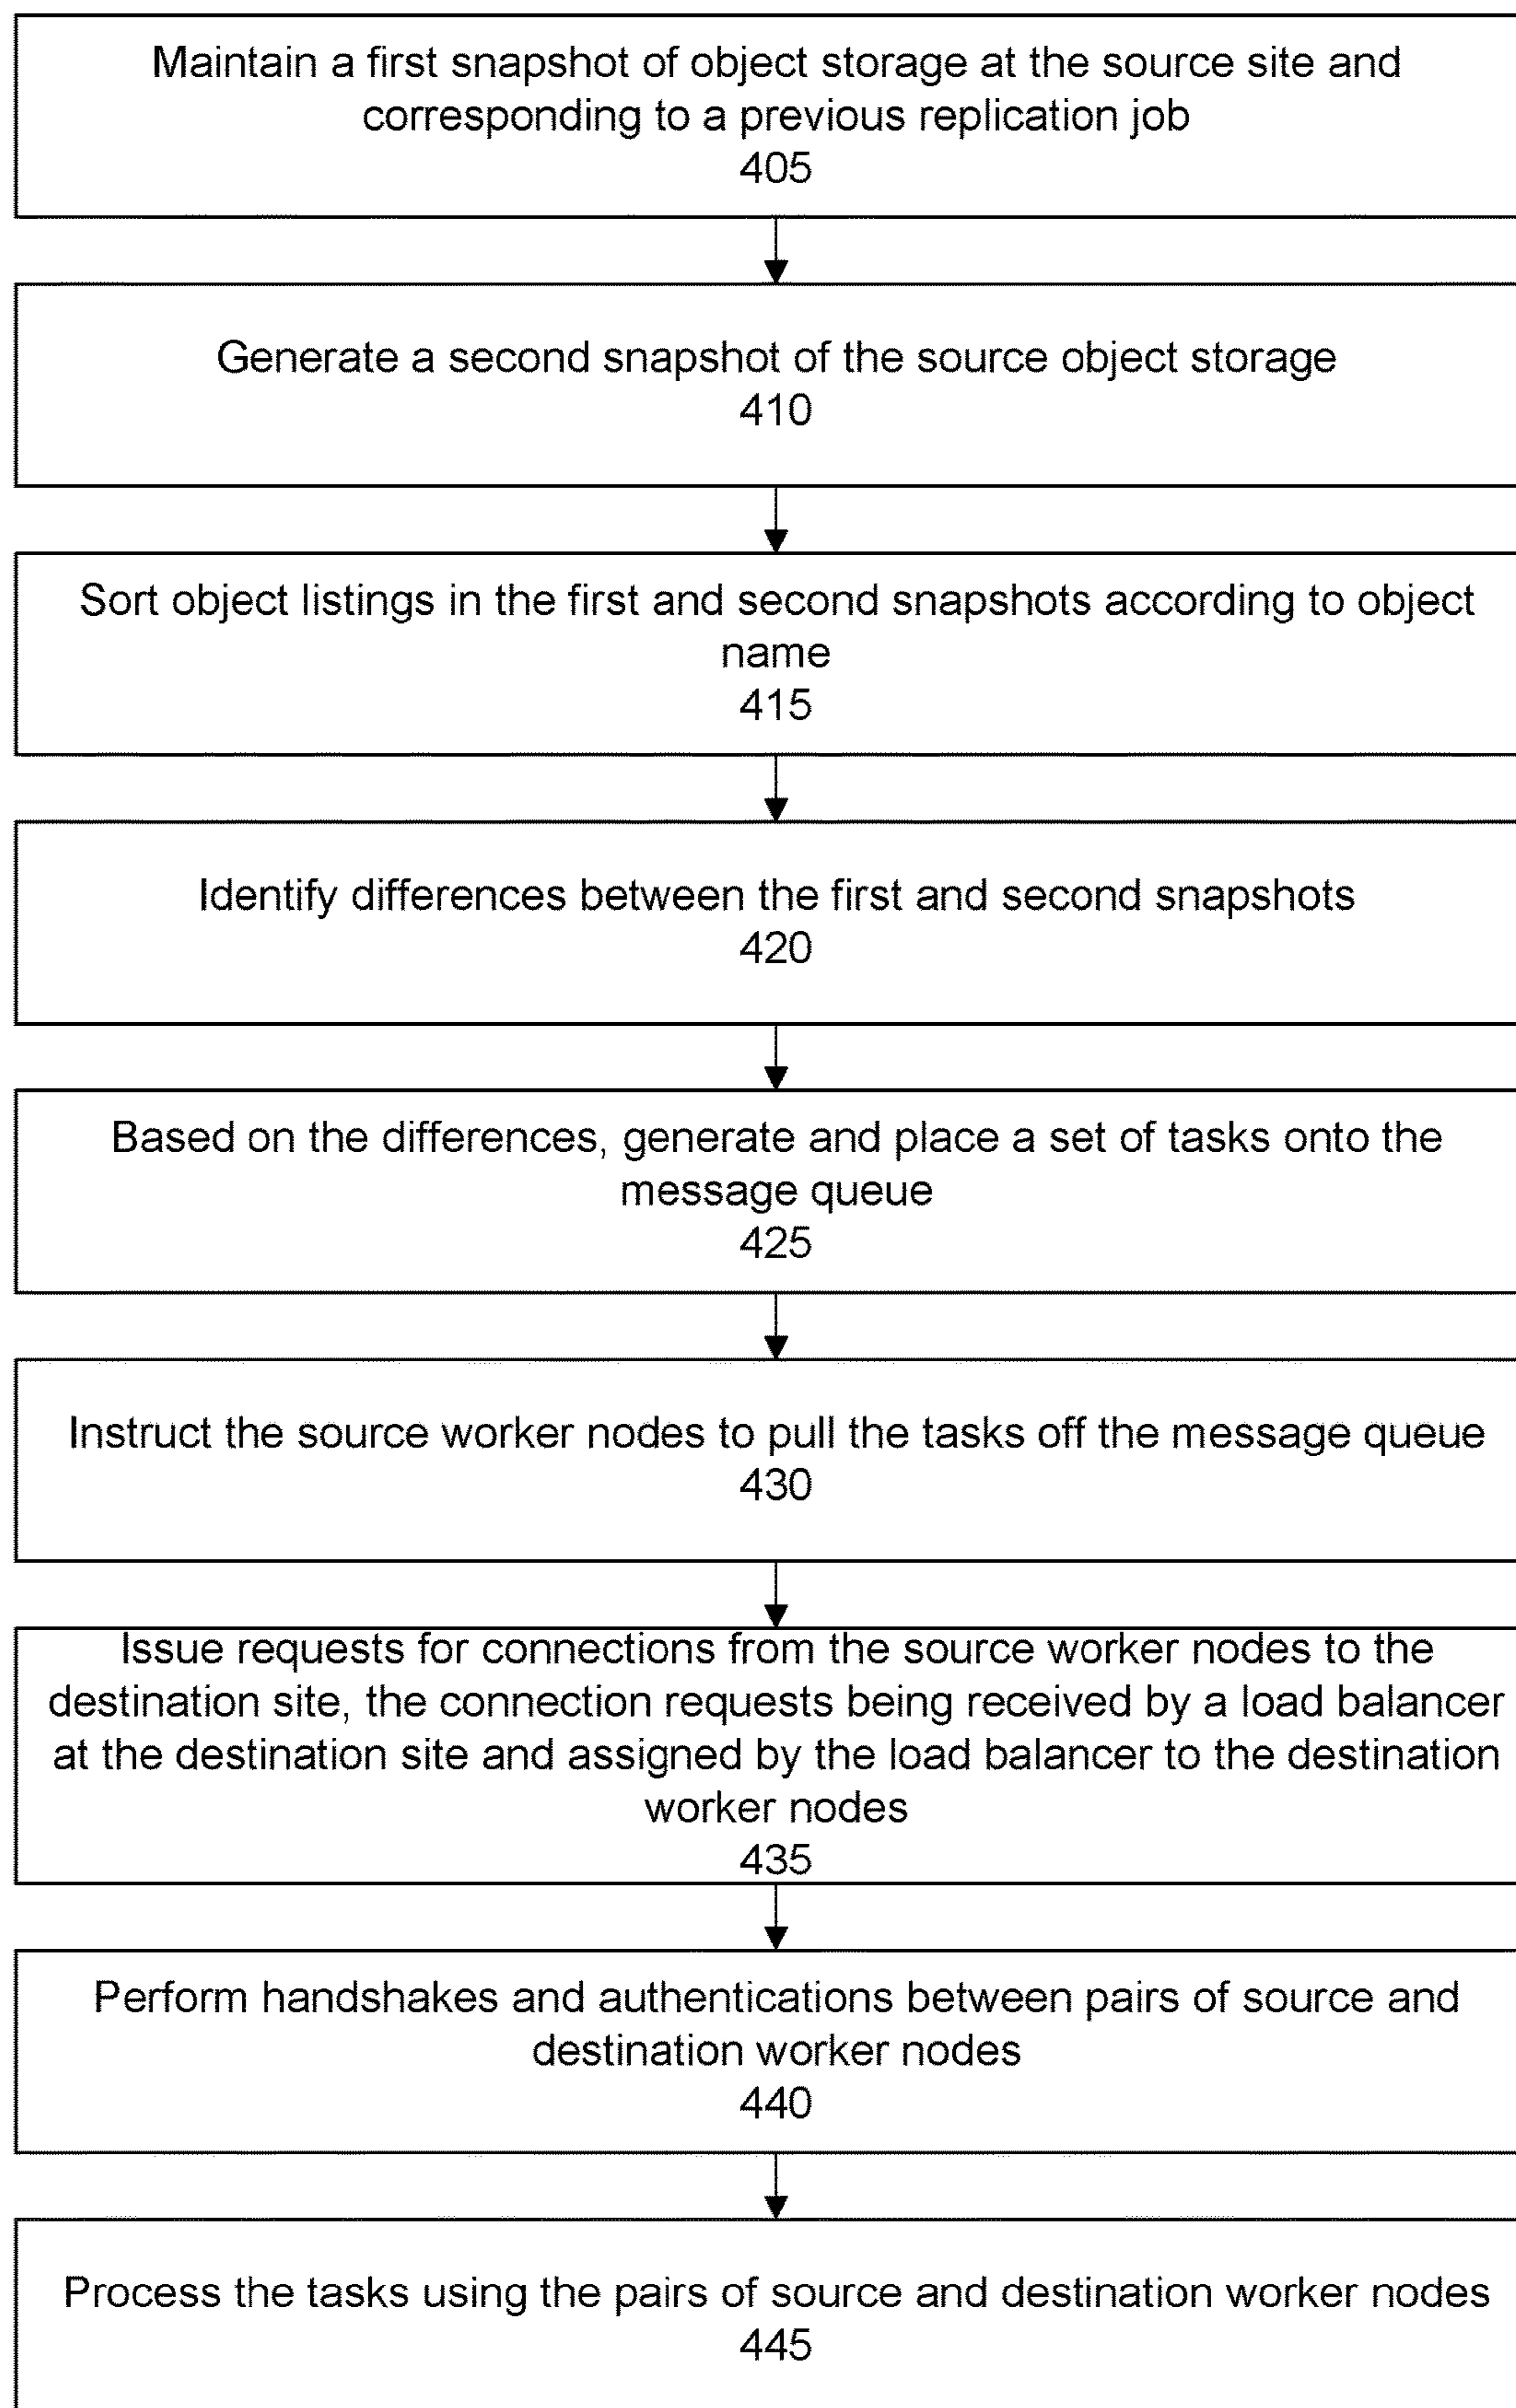 Maintain a first snapshot of object storage at the source site and
corresponding to a previous replication job
405
Generate a second snapshot of the source object storage
410
Sort object listings in the first and second snapshots according to object
name
415
Identify differences between the first and second snapshots
420
Based on the differences, generate and place a set of tasks onto the
message queue
425
Instruct the source worker nodes to pull the tasks off the message queue
430
Issue requests for connections from the source worker nodes to the
destination site, the connection requests being received by a load balancer
at the destination site and assigned by the load balancer to the destination
worker nodes
435
Perform handshakes and authentications between pairs of source and
destination worker nodes
440
Process the tasks using the pairs of source and destination worker nodes
445